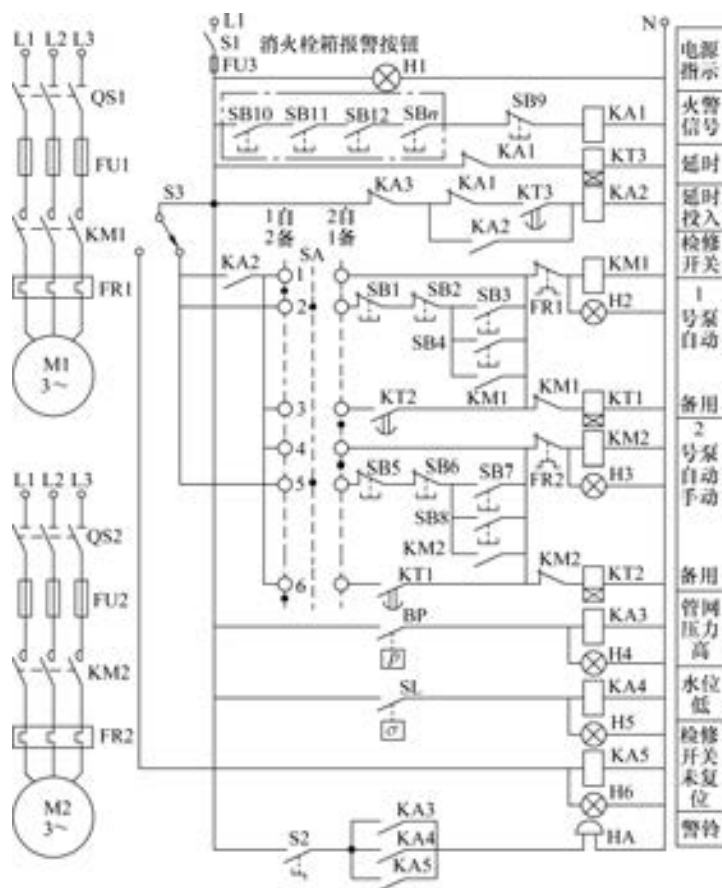 L1
N
L1 L2 L3
S1 消火栓箱报警按钮
FU3
H1
电源
指示
QS1
SB10 SB11 SB12 SBn SB9
KA1
火警
信号
FU1
KA1
KT3
延时
S3
KA3 KA1 KT3
KA2
延时
投入
KM1
1自
2备
2自
1备
KA2
检修
开关
KA2
SA
1
KM1
FR1
2
SB1 SB2 SB3
FR1
H2
1
号
泵
自
动
M1
3~
SB4
3
KT2 KM1 KM1
KT1
备用
4
KM2
2
号
泵
自
动
手
动
L1 L2 L3
5
SB5 SB6 SB7
FR2
H3
QS2
SB8
KM2
KM2
FU2
6
KT1
KT2
备用
BP
P
KA3
H4
管网
压力
高
KM2
SL
σ
KA4
H5
水位
低
FR2
KA5
H6
检修
开关
未复
位
M2
3~
KA3
S2
KA4
KA5
HA
警铃